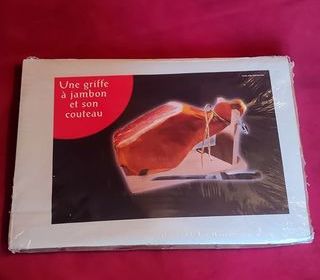 Une griffe
à jambon
et son
couteau